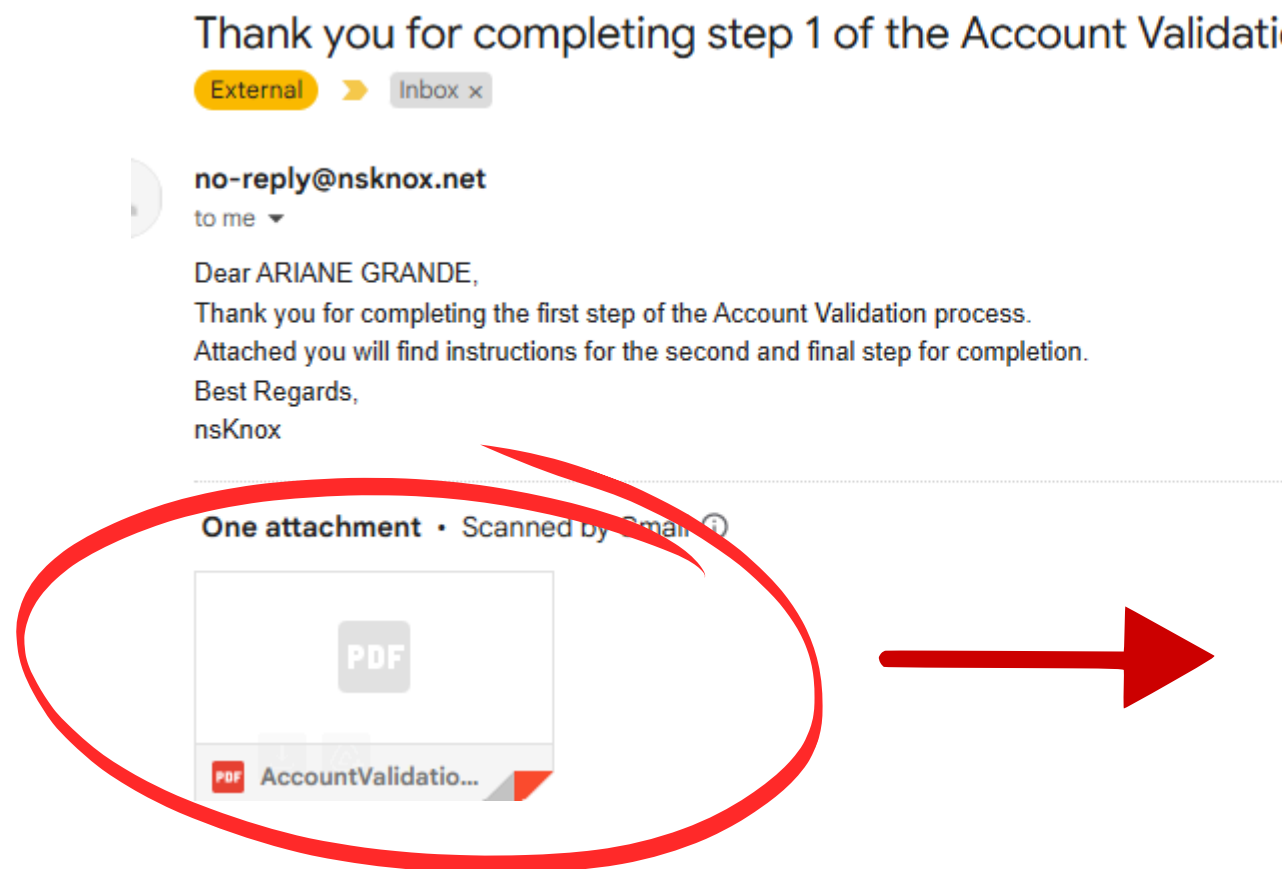 Thank you for completing step 1 of the Account Validati
External
Inbox ×
no-reply@nsknox.net
to me
Dear ARIANE GRANDE,
Thank you for completing the first step of the Account Validation process.
Attached you will find instructions for the second and final step for completion.
Best Regards,
nsKnox
One attachment • Scanned by Gmail
PDF
PDF AccountValidatio...